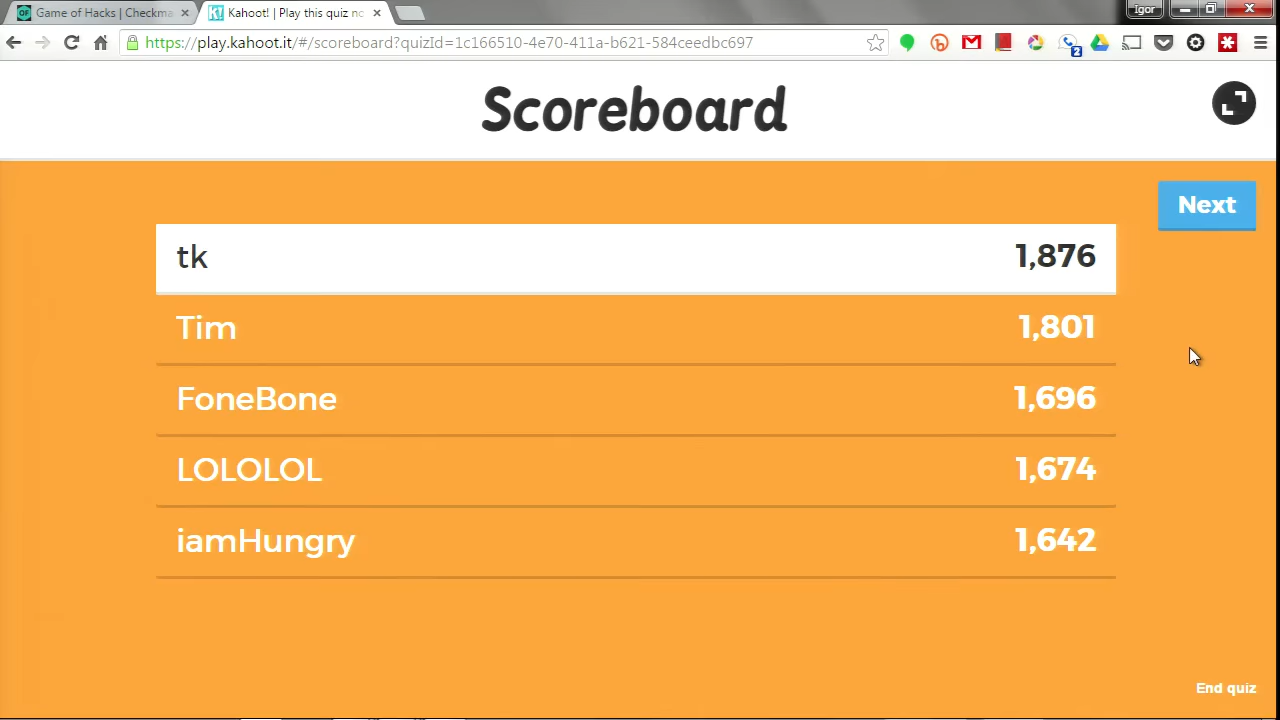 Game of Hacks | Checkma
Kahoot! | Play this quiz no
Igor
https://play.kahoot.it/#/scoreboard?quizId=1c166510-4e70-411a-b621-584ceedbc697
2
Scoreboard
Next
tk 1,876
Tim 1,801
FoneBone 1,696
LOLOLOL 1,674
iamHungry 1,642
End quiz